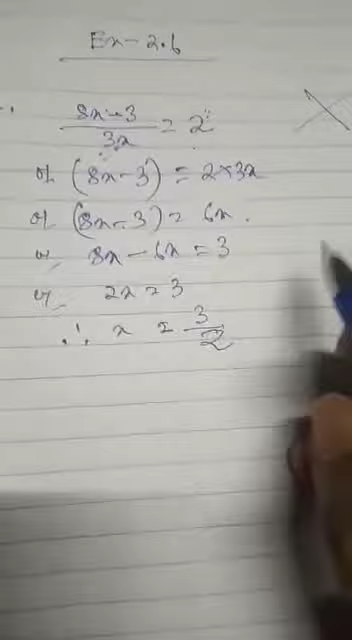 Ex - 2.6
(8x - 3)/3x = 2
or (8x - 3) = 2 × 3x
or (8x - 3) = 6x.
or, 8x - 6x = 3
or, 2x = 3
∴ x = 3/2